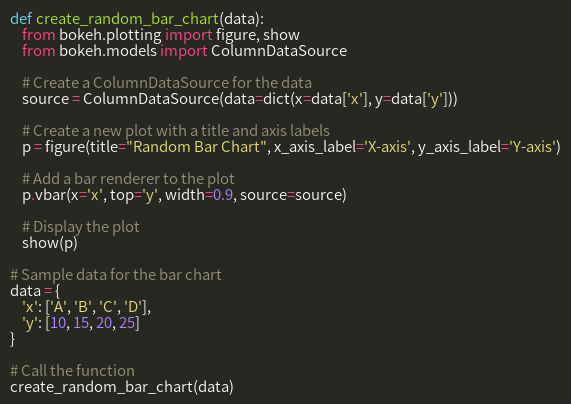 def create_random_bar_chart(data):
    from bokeh.plotting import figure, show
    from bokeh.models import ColumnDataSource

    # Create a ColumnDataSource for the data
    source = ColumnDataSource(data=dict(x=data['x'], y=data['y']))

    # Create a new plot with a title and axis labels
    p = figure(title="Random Bar Chart", x_axis_label='X-axis', y_axis_label='Y-axis')

    # Add a bar renderer to the plot
    p.vbar(x='x', top='y', width=0.9, source=source)

    # Display the plot
    show(p)

# Sample data for the bar chart
data = {
    'x': ['A', 'B', 'C', 'D'],
    'y': [10, 15, 20, 25]
}

# Call the function
create_random_bar_chart(data)